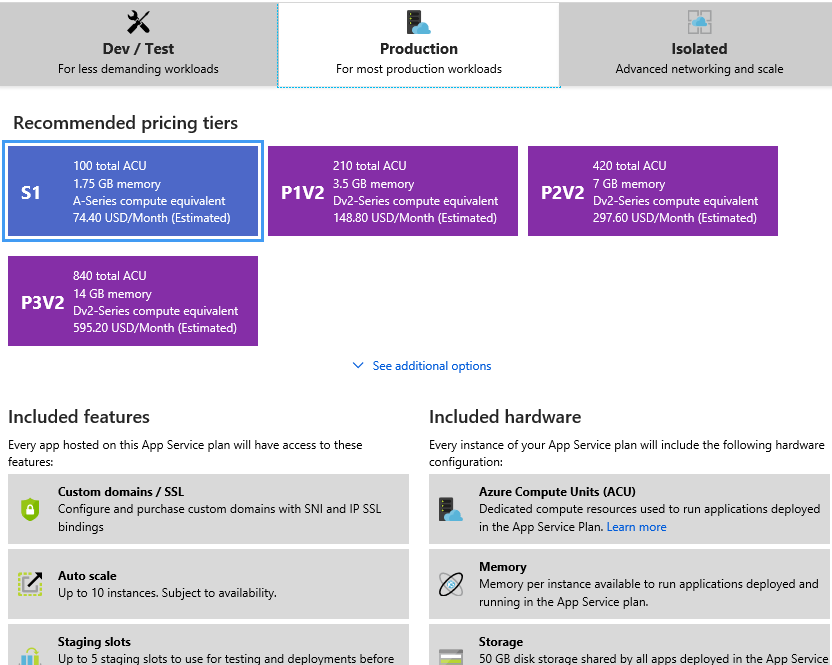 Dev / Test
For less demanding workloads
Production
For most production workloads
Isolated
Advanced networking and scale
Recommended pricing tiers
S1
100 total ACU
1.75 GB memory
A-Series compute equivalent
74.40 USD/Month (Estimated)
P1V2
210 total ACU
3.5 GB memory
Dv2-Series compute equivalent
148.80 USD/Month (Estimated)
P2V2
420 total ACU
7 GB memory
Dv2-Series compute equivalent
297.60 USD/Month (Estimated)
P3V2
840 total ACU
14 GB memory
Dv2-Series compute equivalent
595.20 USD/Month (Estimated)
See additional options
Included features
Every app hosted on this App Service plan will have access to these
features:
Custom domains / SSL
Configure and purchase custom domains with SNI and IP SSL
bindings
Auto scale
Up to 10 instances. Subject to availability.
Staging slots
Up to 5 staging slots to use for testing and deployments before
Included hardware
Every instance of your App Service plan will include the following hardware
configuration:
Azure Compute Units (ACU)
Dedicated compute resources used to run applications deployed
in the App Service Plan. Learn more
Memory
Memory per instance available to run applications deployed and
running in the App Service plan.
Storage
50 GB disk storage shared by all apps deployed in the App Service